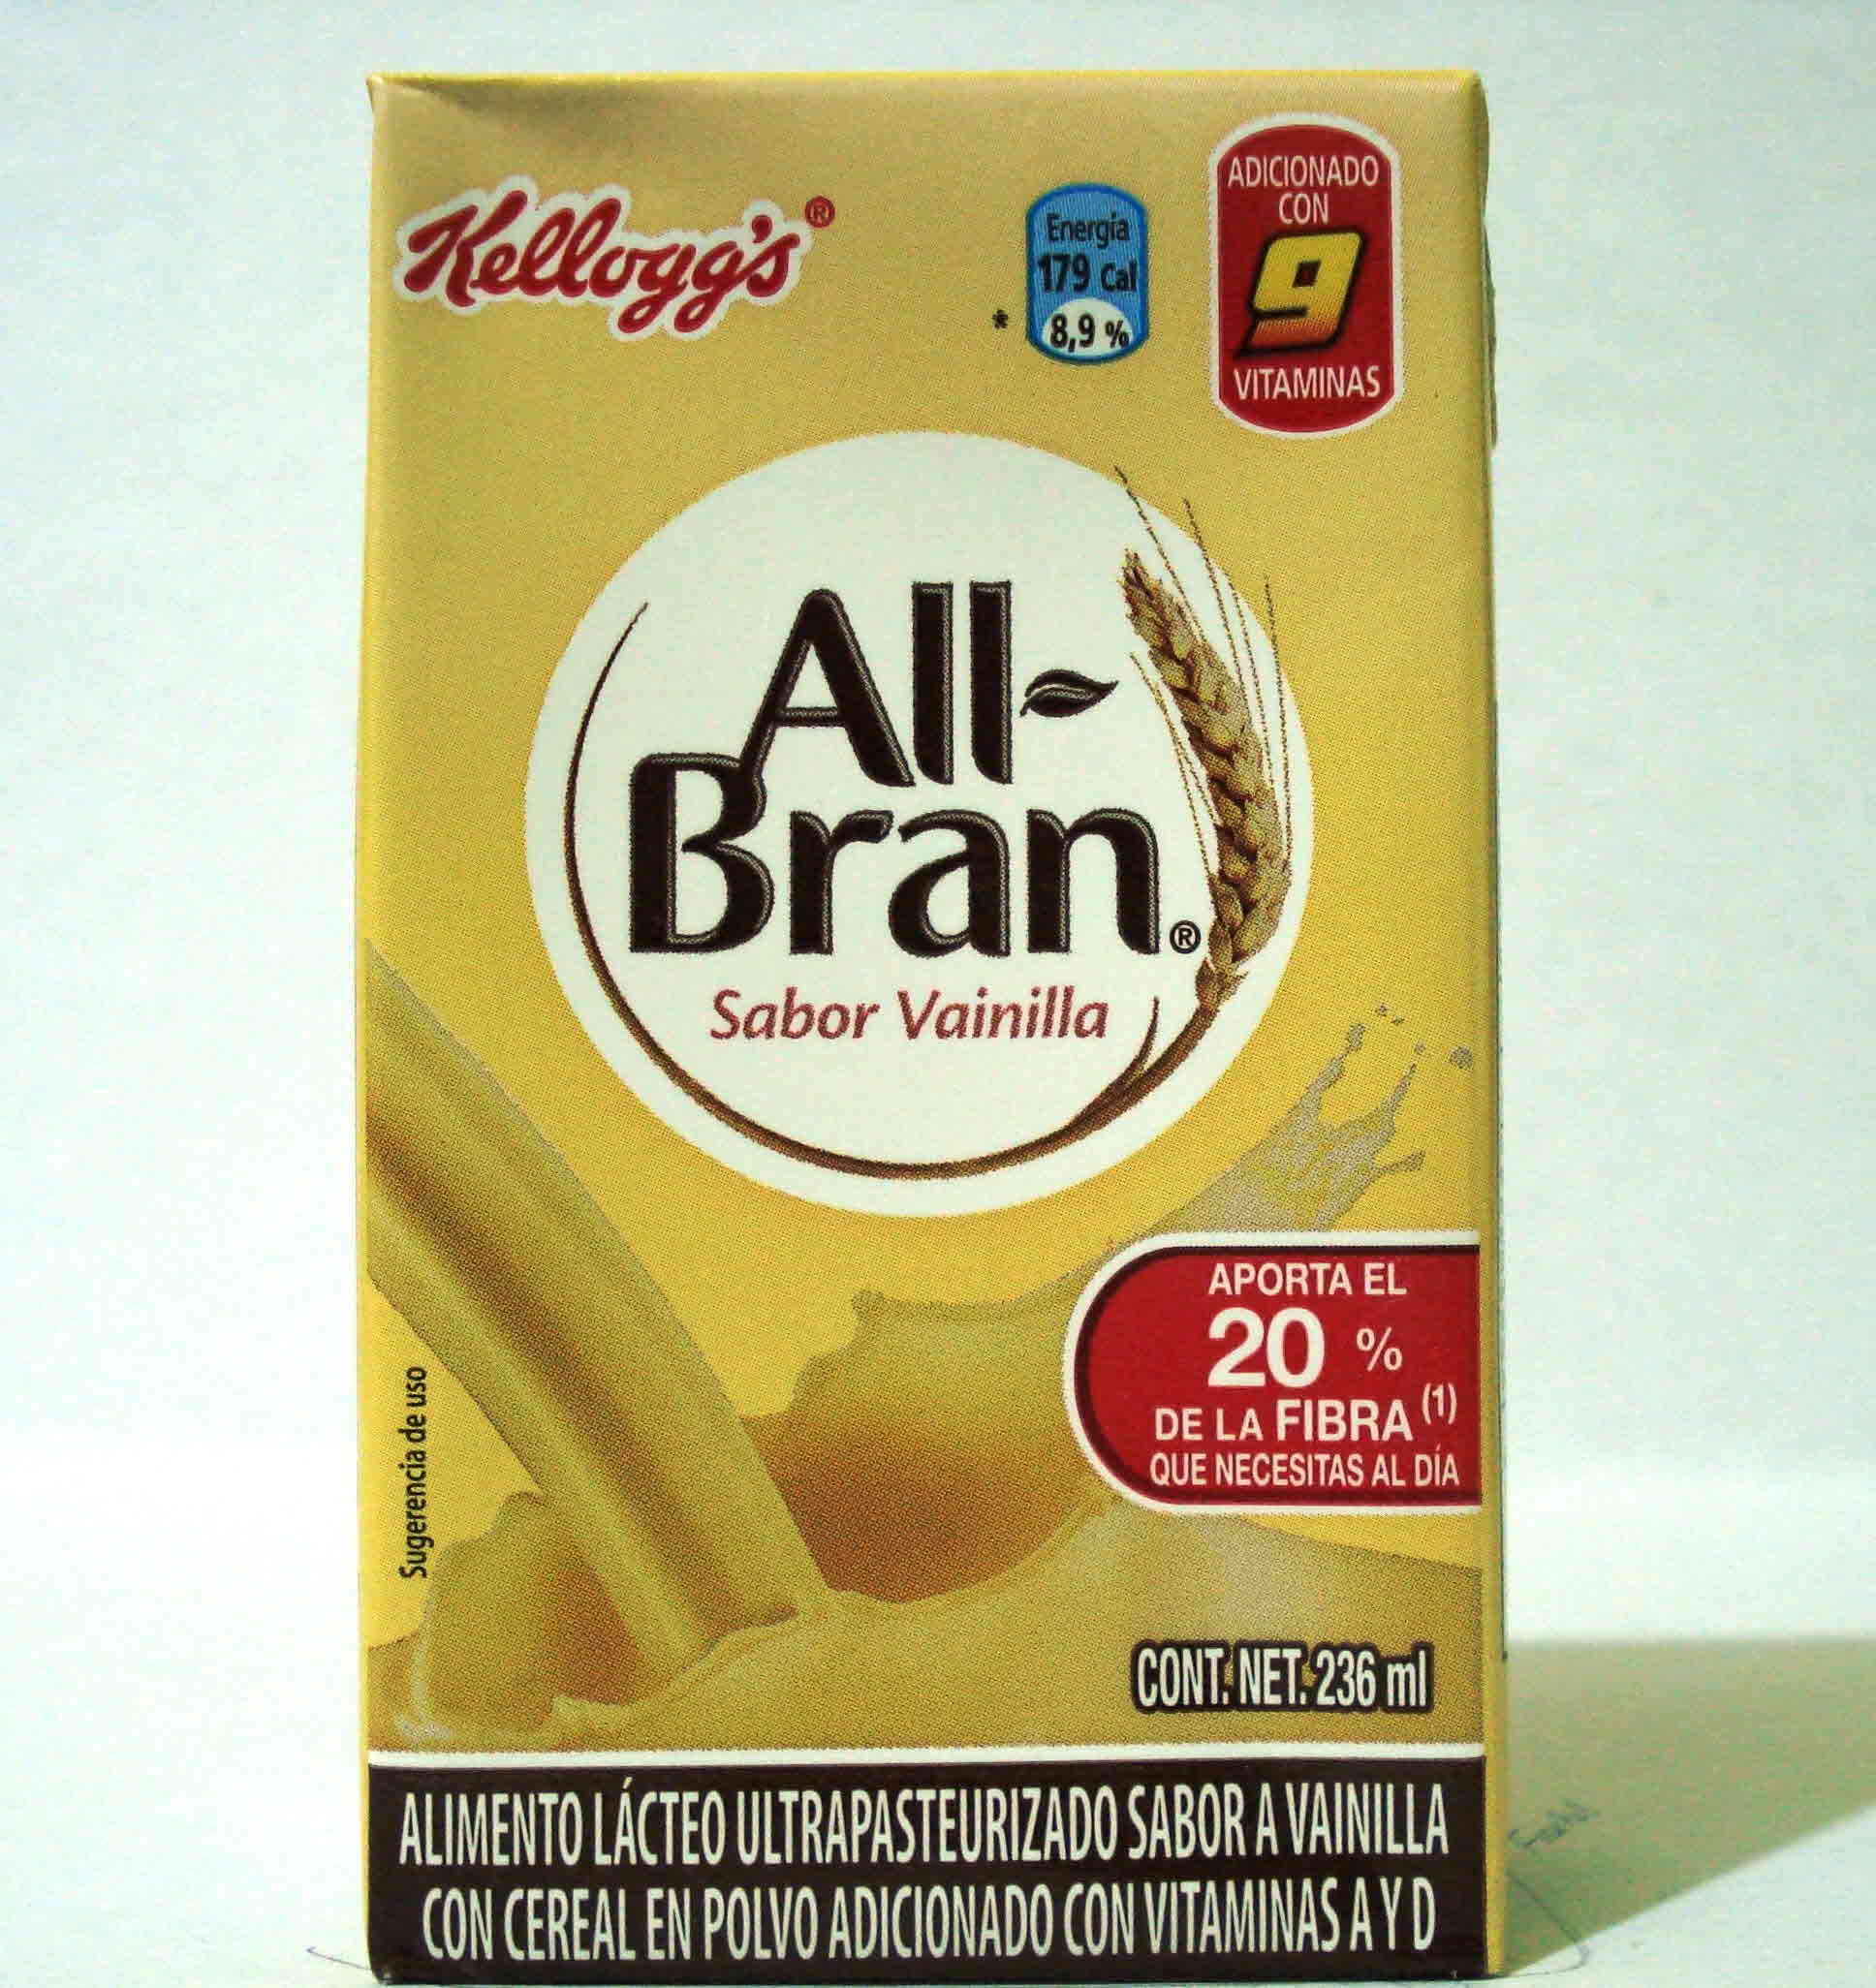 Kellogg's®
Energía
179 Cal
* 8,9 %
ADICIONADO
CON
9
VITAMINAS
All-
Bran®
Sabor Vainilla
APORTA EL
20 %
DE LA FIBRA (1)
QUE NECESITAS AL DÍA
Sugerencia de uso
CONT. NET. 236 ml
ALIMENTO LÁCTEO ULTRAPASTEURIZADO SABOR A VAINILLA
CON CEREAL EN POLVO ADICIONADO CON VITAMINAS A Y D